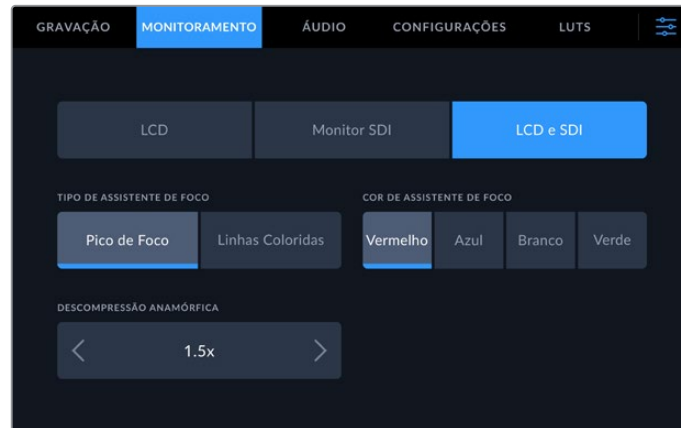 GRAVAÇÃO MONITORAMENTO ÁUDIO CONFIGURAÇÕES LUTS
LCD Monitor SDI LCD e SDI
TIPO DE ASSISTENTE DE FOCO COR DE ASSISTENTE DE FOCO
Pico de Foco Linhas Coloridas Vermelho Azul Branco Verde
DESCOMPRESSÃO ANAMÓRFICA
1.5x